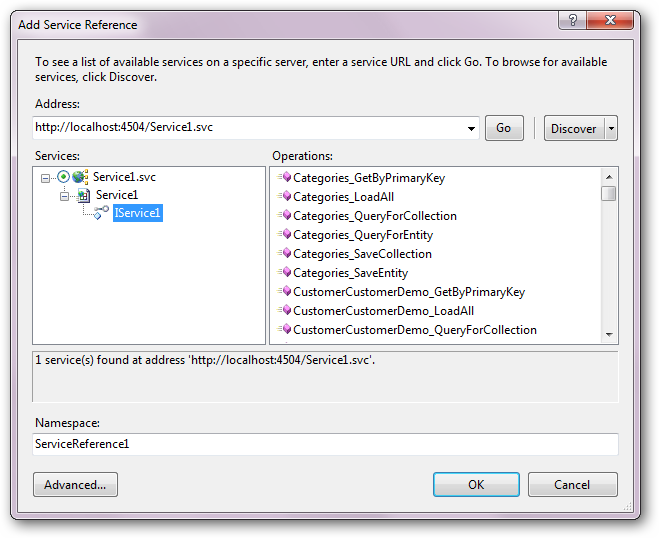 Add Service Reference
To see a list of available services on a specific server, enter a service URL and click Go. To browse for available
services, click Discover.
Address:
http://localhost:4504/Service1.svc
Go
Discover
Services:
Service1.svc
Service1
IService1
Operations:
Categories_GetByPrimaryKey
Categories_LoadAll
Categories_QueryForCollection
Categories_QueryForEntity
Categories_SaveCollection
Categories_SaveEntity
CustomerCustomerDemo_GetByPrimaryKey
CustomerCustomerDemo_LoadAll
CustomerCustomerDemo_QueryForCollection
1 service(s) found at address 'http://localhost:4504/Service1.svc'.
Namespace:
ServiceReference1
Advanced...
OK
Cancel